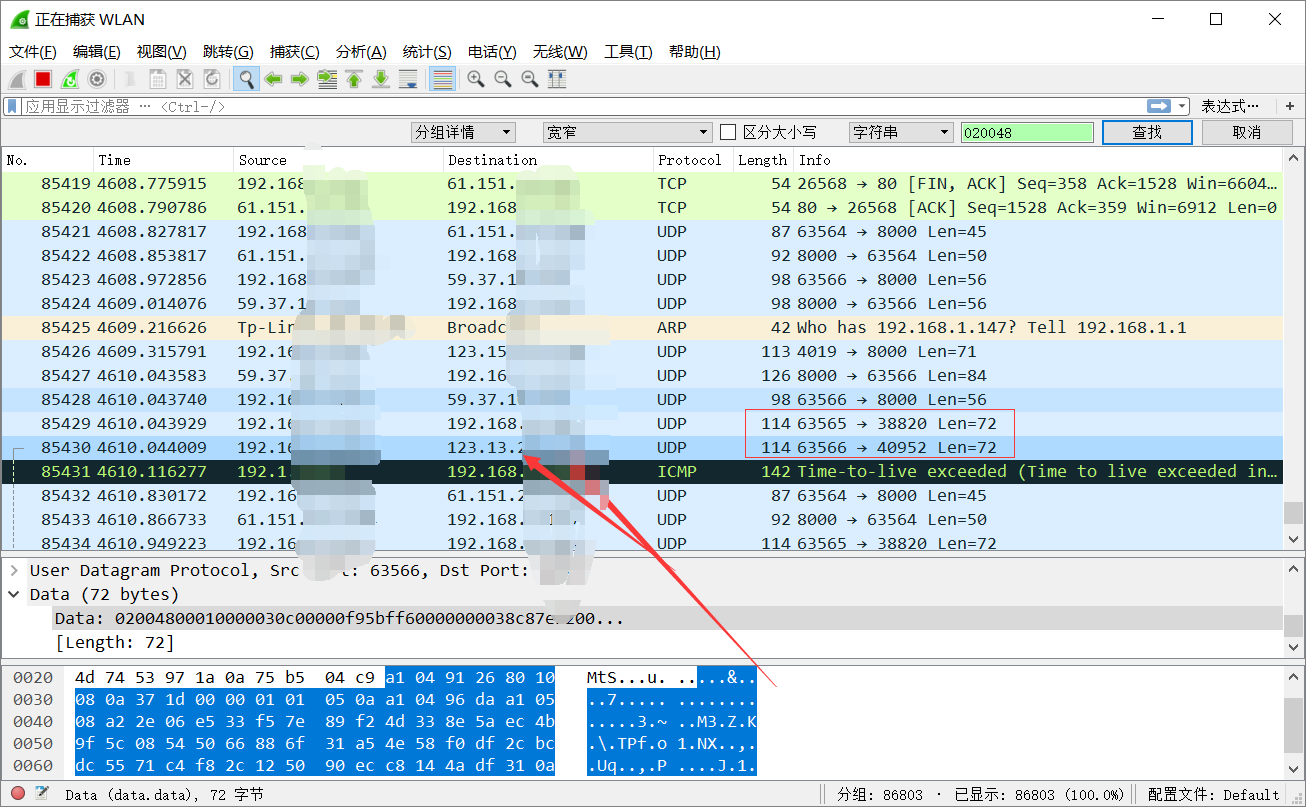 正在捕获 WLAN
文件(F) 编辑(E) 视图(V) 跳转(G) 捕获(C) 分析(A) 统计(S) 电话(Y) 无线(W) 工具(T) 帮助(H)
应用显示过滤器 … <Ctrl-/> 表达式… +
分组详情 宽窄 区分大小写 字符串 020048 查找 取消
No. Time Source Destination Protocol Length Info
85419 4608.775915 192.168 61.151. TCP 54 26568 → 80 [FIN, ACK] Seq=358 Ack=1528 Win=6604…
85420 4608.790786 61.151. 192.168 TCP 54 80 → 26568 [ACK] Seq=1528 Ack=359 Win=6912 Len=0
85421 4608.827817 192.168 61.151. UDP 87 63564 → 8000 Len=45
85422 4608.853817 61.151. 192.168 UDP 92 8000 → 63564 Len=50
85423 4608.972856 192.168 59.37.1 UDP 98 63566 → 8000 Len=56
85424 4609.014076 59.37.1 192.168 UDP 98 8000 → 63566 Len=56
85425 4609.216626 Tp-Lin Broadc ARP 42 Who has 192.168.1.147? Tell 192.168.1.1
85426 4609.315791 192.16 123.15 UDP 113 4019 → 8000 Len=71
85427 4610.043583 59.37. 192.16 UDP 126 8000 → 63566 Len=84
85428 4610.043740 192.16 59.37.1 UDP 98 63566 → 8000 Len=56
85429 4610.043929 192.16 192.168. UDP 114 63565 → 38820 Len=72
85430 4610.044009 192.16 123.13.2 UDP 114 63566 → 40952 Len=72
85431 4610.116277 192.1 192.168. ICMP 142 Time-to-live exceeded (Time to live exceeded in…
85432 4610.830172 192.16 61.151.2 UDP 87 63564 → 8000 Len=45
85433 4610.866733 61.151. 192.168. UDP 92 8000 → 63564 Len=50
85434 4610.949223 192.16 192.168. UDP 114 63565 → 38820 Len=72
User Datagram Protocol, Src t: 63566, Dst Port:
Data (72 bytes)
Data: 02004800010000030c00000f95bff60000000038c87e 200...
[Length: 72]
0020 4d 74 53 97 1a 0a 75 b5 04 c9 a1 04 91 26 80 10 MtS...u. .....&..
0030 08 0a 37 1d 00 00 01 01 05 0a a1 04 96 da a1 05 ..7..... ........
0040 08 a2 2e 06 e5 33 f5 7e 89 f2 4d 33 8e 5a ec 4b .....3.~ ..M3.Z.K
0050 9f 5c 08 54 50 66 88 6f 31 a5 4e 58 f0 df 2c bc .\.TPf.o 1.NX..,.
0060 dc 55 71 c4 f8 2c 12 50 90 ec c8 14 4a df 31 0a .Uq..,.P ....J.1.
Data (data.data), 72 字节 分组: 86803 · 已显示: 86803 (100.0%) 配置文件: Default